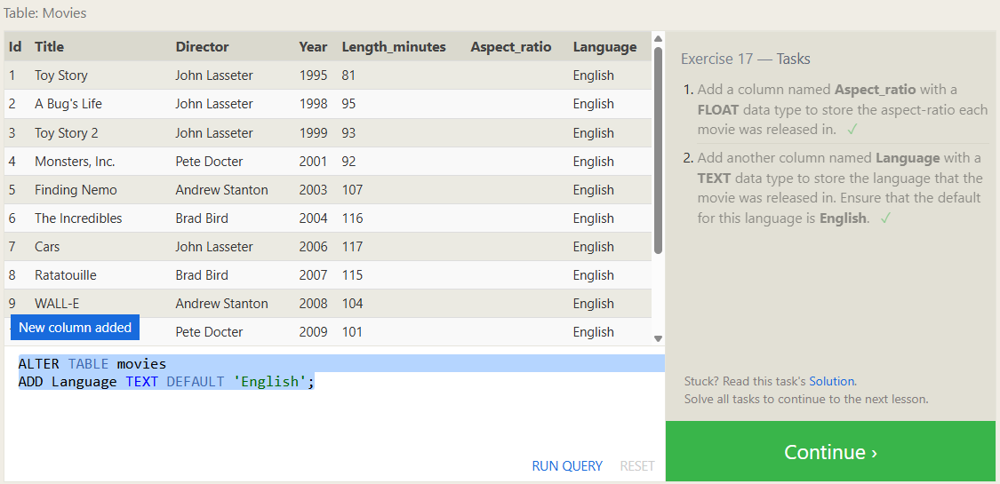 Table: Movies
Id Title Director Year Length_minutes Aspect_ratio Language
1 Toy Story John Lasseter 1995 81 English
2 A Bug's Life John Lasseter 1998 95 English
3 Toy Story 2 John Lasseter 1999 93 English
4 Monsters, Inc. Pete Docter 2001 92 English
5 Finding Nemo Andrew Stanton 2003 107 English
6 The Incredibles Brad Bird 2004 116 English
7 Cars John Lasseter 2006 117 English
8 Ratatouille Brad Bird 2007 115 English
9 WALL-E Andrew Stanton 2008 104 English
Pete Docter 2009 101 English
New column added
ALTER TABLE movies
ADD Language TEXT DEFAULT 'English';
RUN QUERY RESET
Exercise 17 — Tasks
1. Add a column named Aspect_ratio with a
FLOAT data type to store the aspect-ratio each
movie was released in. ✓
2. Add another column named Language with a
TEXT data type to store the language that the
movie was released in. Ensure that the default
for this language is English. ✓
Stuck? Read this task's Solution.
Solve all tasks to continue to the next lesson.
Continue ›